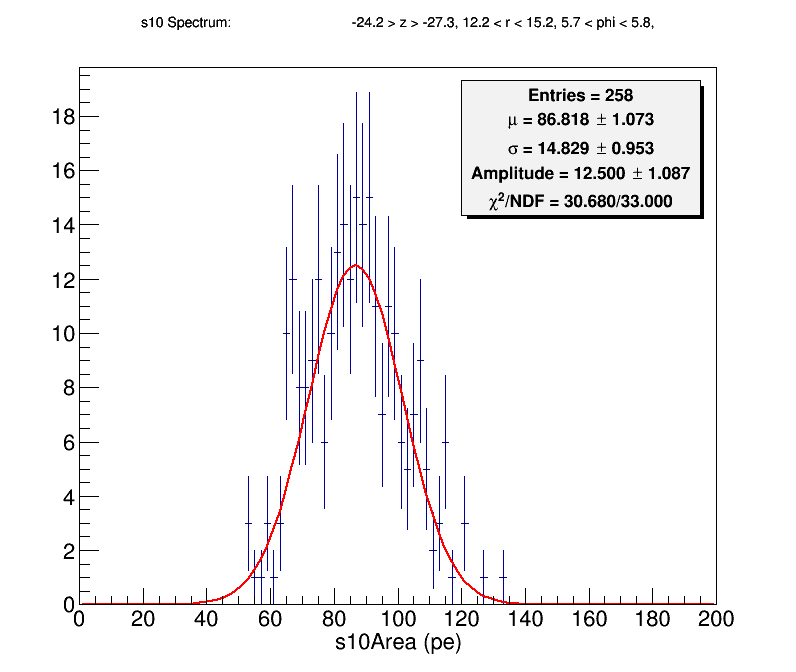 s10 Spectrum: -24.2 > z > -27.3, 12.2 < r < 15.2, 5.7 < phi < 5.8,
Entries = 258
μ = 86.818 ± 1.073
σ = 14.829 ± 0.953
Amplitude = 12.500 ± 1.087
χ²/NDF = 30.680/33.000
18
16
14
12
10
8
6
4
2
0
0 20 40 60 80 100 120 140 160 180 200
s10Area (pe)